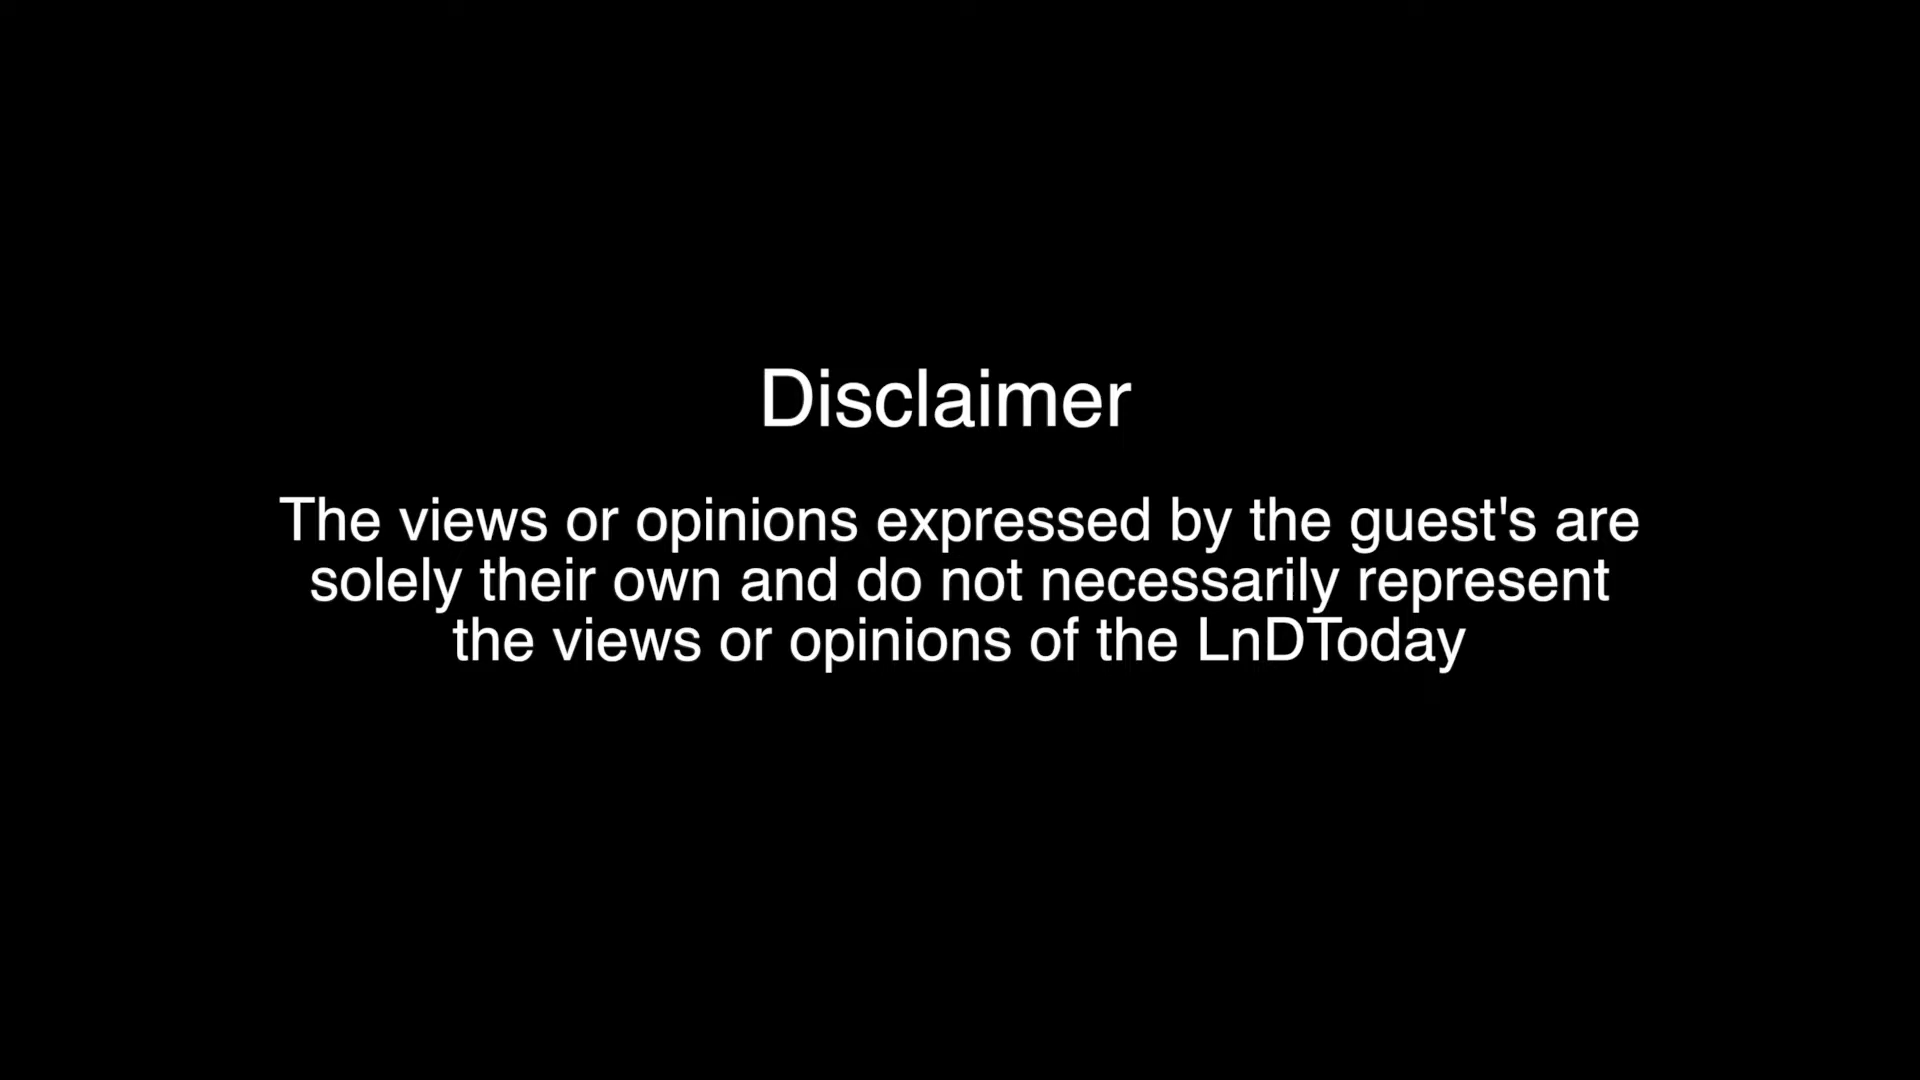 Disclaimer
The views or opinions expressed by the guest's are
solely their own and do not necessarily represent
the views or opinions of the LnDToday